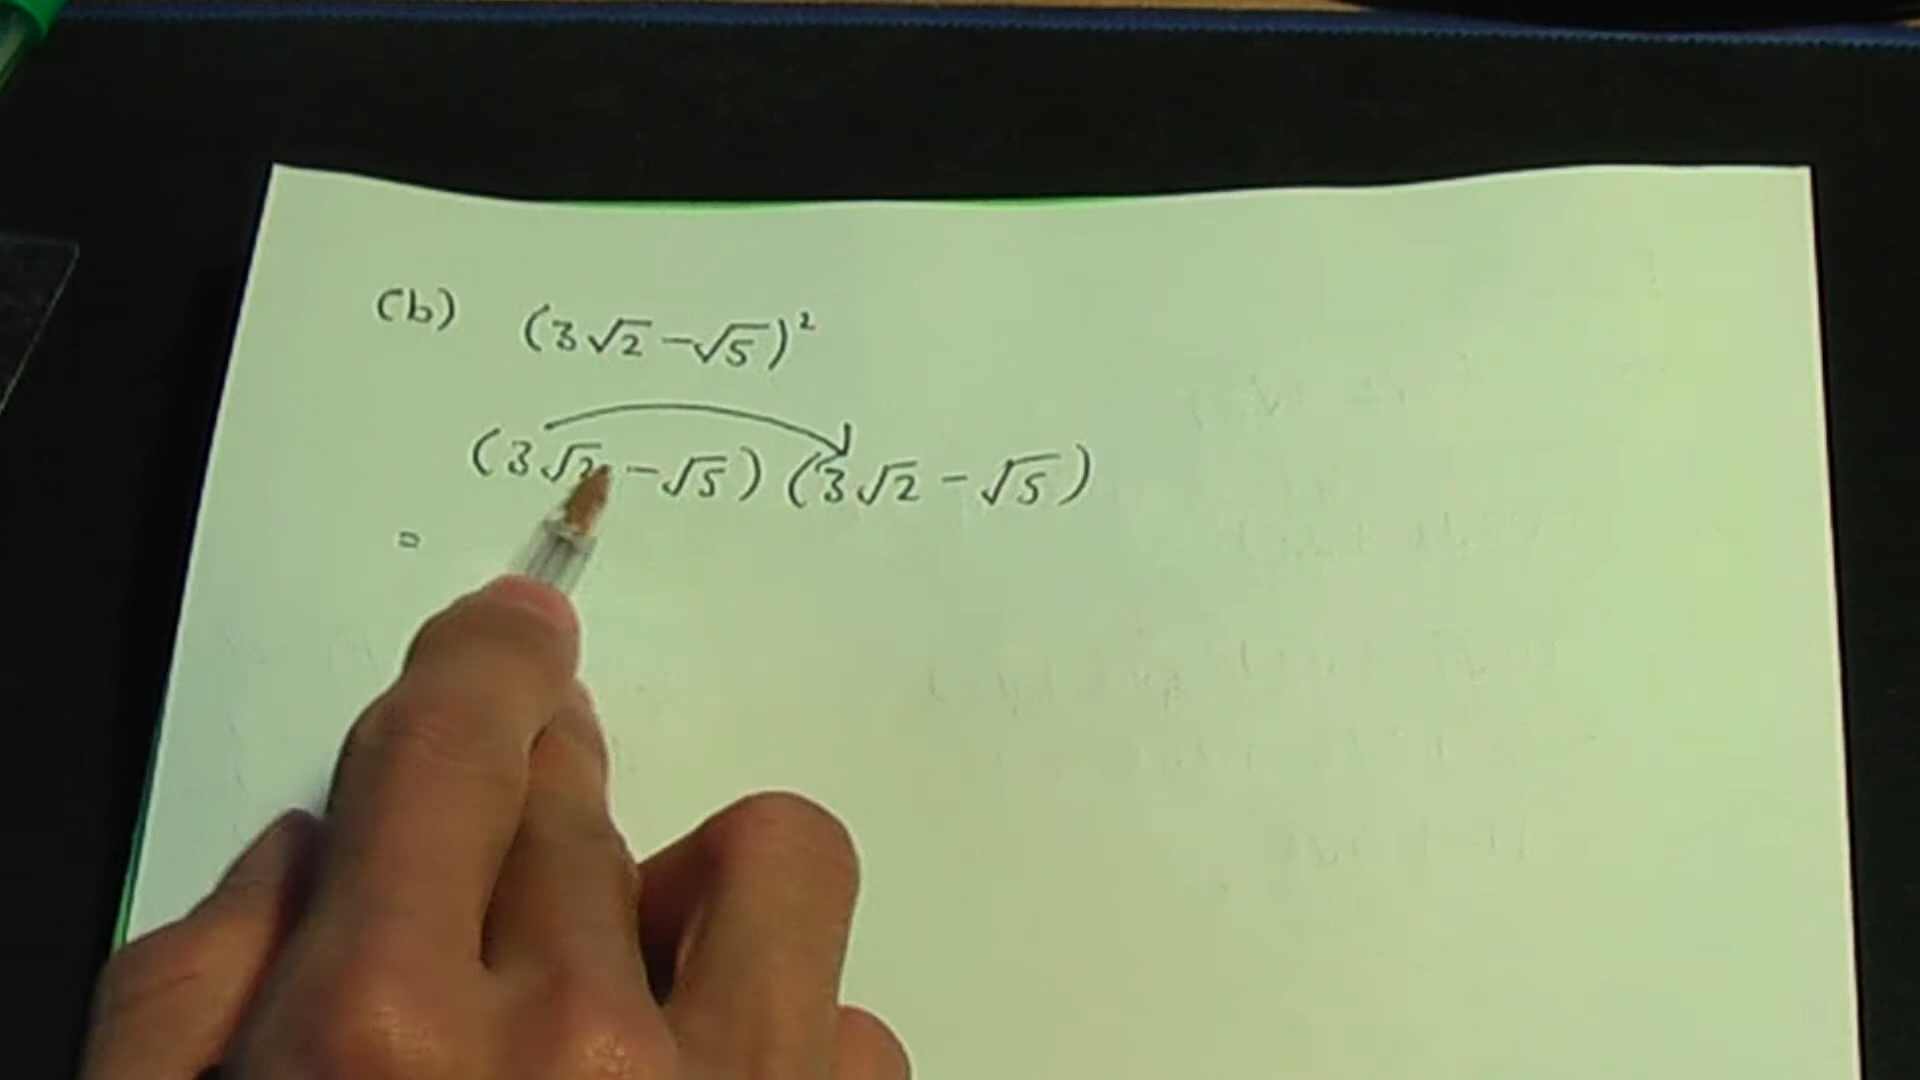 (b) (3√2 -√5)²
(3√2 -√5) (3√2 - √5)
=